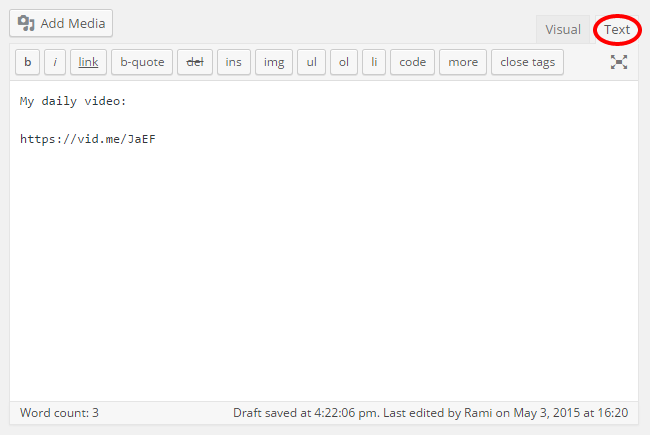 Add Media
Visual Text
b i link b-quote del ins img ul ol li code more close tags
My daily video:
https://vid.me/JaEF
Word count: 3 Draft saved at 4:22:06 pm. Last edited by Rami on May 3, 2015 at 16:20